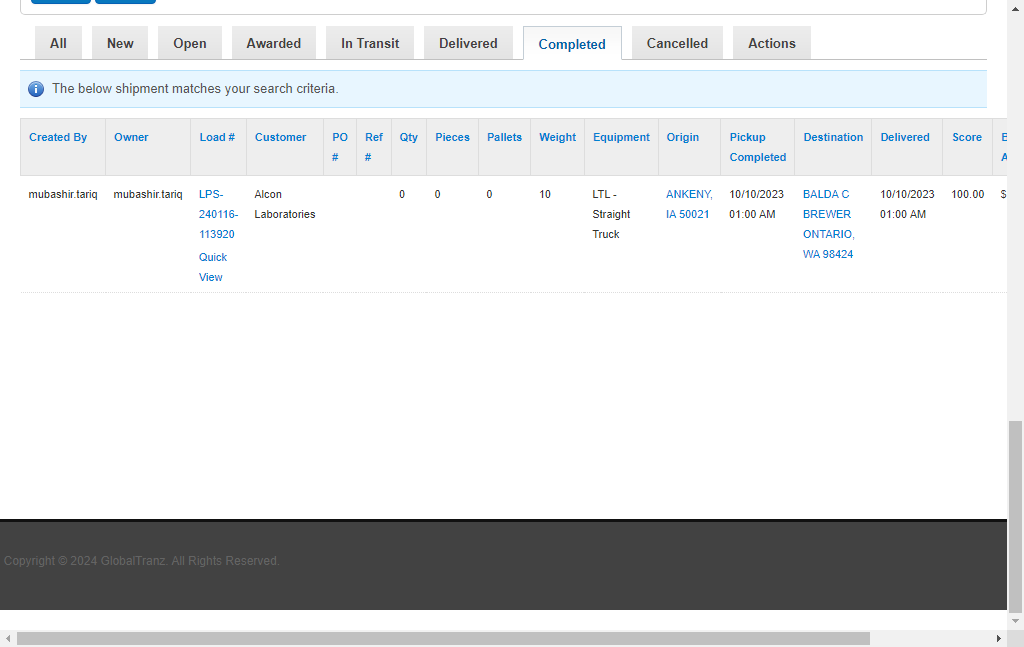 All New Open Awarded In Transit Delivered Completed Cancelled Actions
The below shipment matches your search criteria.
Created By Owner Load # Customer PO # Ref # Qty Pieces Pallets Weight Equipment Origin Pickup Completed Destination Delivered Score
mubashir.tariq mubashir.tariq LPS- Alcon 0 0 0 10 LTL - ANKENY, 10/10/2023 BALDA C 10/10/2023 100.00 $
240116- Laboratories Straight IA 50021 01:00 AM BREWER 01:00 AM
113920 Truck ONTARIO,
Quick WA 98424
View
Copyright © 2024 GlobalTranz. All Rights Reserved.